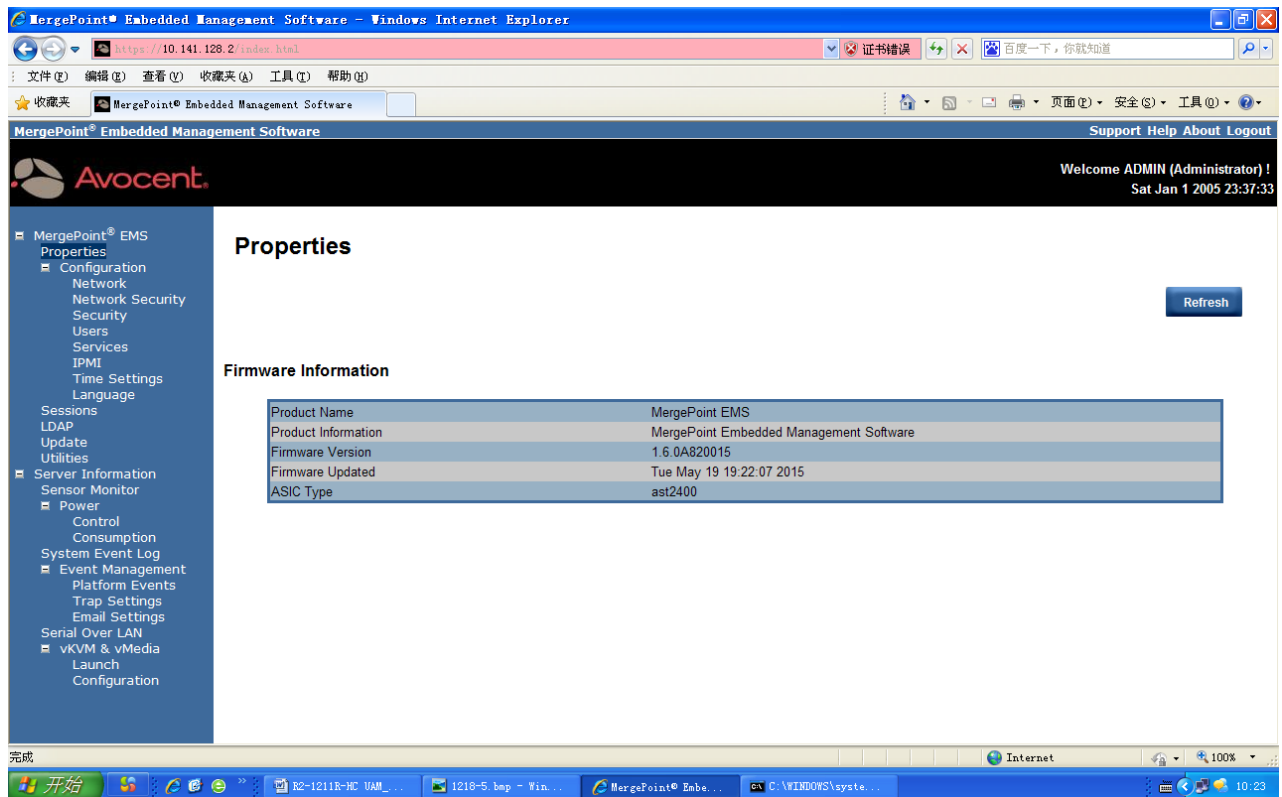 MergePoint® Embedded Management Software - Windows Internet Explorer
https://10.141.128.2/index.html
证书错误
百度一下,你就知道
文件(F) 编辑(E) 查看(V) 收藏夹(A) 工具(T) 帮助(H)
收藏夹
MergePoint® Embedded Management Software
页面(P) 安全(S) 工具(O)
MergePoint® Embedded Management Software
Support Help About Logout
Avocent.
Welcome ADMIN (Administrator) !
Sat Jan 1 2005 23:37:33
MergePoint® EMS
Properties
Configuration
Network
Network Security
Security
Users
Services
IPMI
Time Settings
Language
Sessions
LDAP
Update
Utilities
Server Information
Sensor Monitor
Power
Control
Consumption
System Event Log
Event Management
Platform Events
Trap Settings
Email Settings
Serial Over LAN
vKVM & vMedia
Launch
Configuration
Properties
Refresh
Firmware Information
Product Name MergePoint EMS
Product Information MergePoint Embedded Management Software
Firmware Version 1.6.0A820015
Firmware Updated Tue May 19 19:22:07 2015
ASIC Type ast2400
完成
Internet
100%
开始
R2-1211R-HC UAM_...
1218-5.bmp - Win...
MergePoint® Embe...
C:\WINDOWS\syste...
10:23